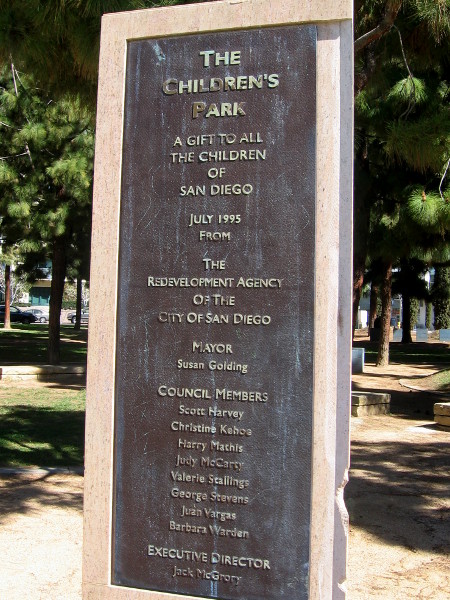 THE
CHILDREN'S
PARK
A GIFT TO ALL
THE CHILDREN
OF
SAN DIEGO
JULY 1995
FROM
THE
REDEVELOPMENT AGENCY
OF THE
CITY OF SAN DIEGO
MAYOR
Susan Golding
COUNCIL MEMBERS
Scott Harvey
Christine Kehoe
Harry Mathis
Judy McCarty
Valerie Stallings
George Stevens
Juan Vargas
Barbara Warden
EXECUTIVE DIRECTOR
Jack McGrory